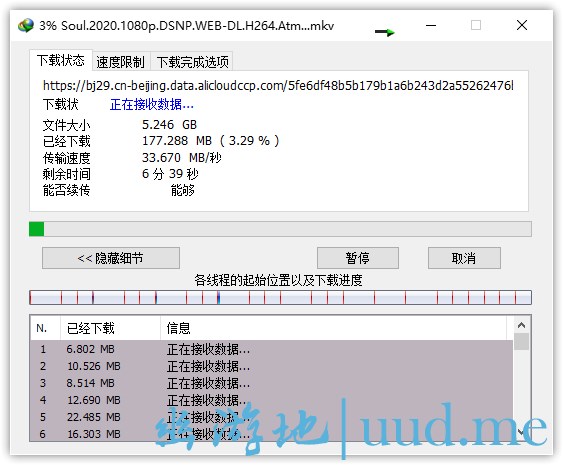 3% Soul.2020.1080p.DSNP.WEB-DL.H264.Atm...mkv
下载状态 速度限制 下载完成选项
https://bj29.cn-beijing.data.alicloudccp.com/5fe6df48b5b179b1a6b243d2a55262476l
下载状 正在接收数据...
文件大小 5.246 GB
已经下载 177.288 MB ( 3.29 % )
传输速度 33.670 MB/秒
剩余时间 6 分 39 秒
能否续传 能够
<< 隐藏细节 暂停 取消
各线程的起始位置以及下载进度
N. 已经下载 信息
1 6.802 MB 正在接收数据...
2 10.526 MB 正在接收数据...
3 8.514 MB 正在接收数据...
4 12.690 MB 正在接收数据...
5 22.485 MB 正在接收数据...
6 16.303 MB 正在接收数据...
游地|uud.me